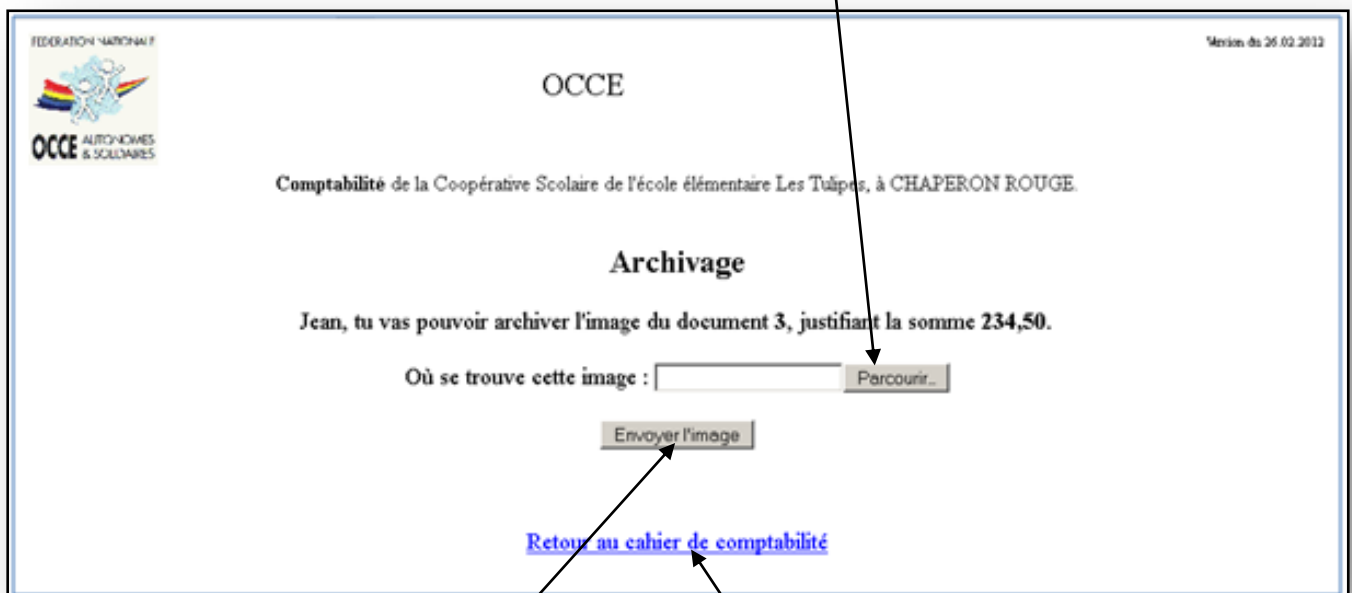 FEDERATION NATIONALE
OCCE AUTONOMES
& SOLIDAIRES
Version du 26.02.2012
OCCE
Comptabilité de la Coopérative Scolaire de l'école élémentaire Les Tulipes, à CHAPERON ROUGE.
Archivage
Jean, tu vas pouvoir archiver l'image du document 3, justifiant la somme 234,50.
Où se trouve cette image : Parcourir...
Envoyer l'image
Retour au cahier de comptabilité